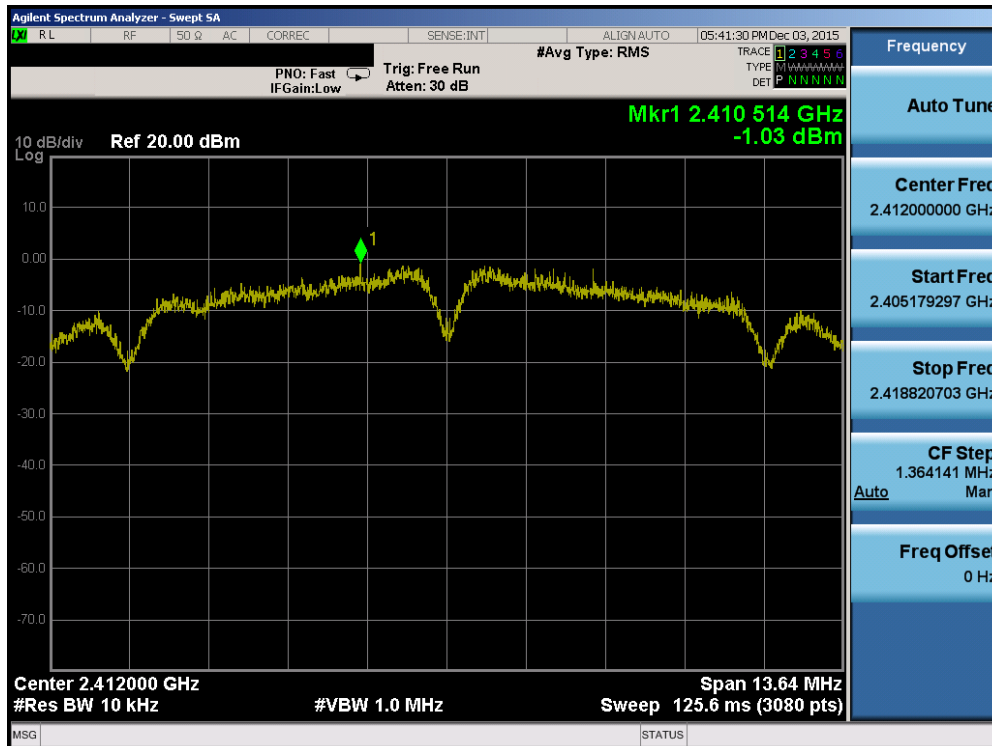 Agilent Spectrum Analyzer - Swept SA
LXI RL RF 50 Ω AC CORREC SENSE:INT ALIGN AUTO 05:41:30 PM Dec 03, 2015
#Avg Type: RMS TRACE 1 2 3 4 5 6
PNO: Fast Trig: Free Run TYPE M WWWWW
IFGain:Low Atten: 30 dB DET P N N N N N
Mkr1 2.410 514 GHz
-1.03 dBm
10 dB/div Ref 20.00 dBm
Log
10.0
1
0.00
-10.0
-20.0
-30.0
-40.0
-50.0
-60.0
-70.0
Center 2.412000 GHz Span 13.64 MHz
#Res BW 10 kHz #VBW 1.0 MHz Sweep 125.6 ms (3080 pts)
MSG STATUS
Frequency
Auto Tune
Center Freq
2.412000000 GHz
Start Freq
2.405179297 GHz
Stop Freq
2.418820703 GHz
CF Step
1.364141 MHz
Auto Man
Freq Offset
0 Hz